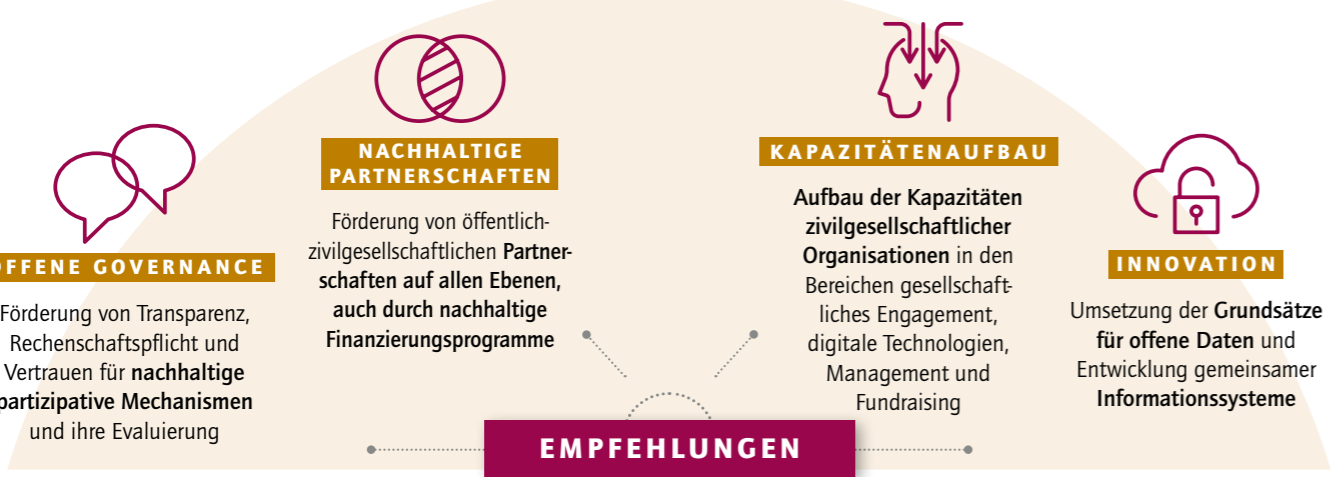 OFFENE GOVERNANCE
Förderung von Transparenz,
Rechenschaftspflicht und
Vertrauen für nachhaltige
partizipative Mechanismen
und ihre Evaluierung
NACHHALTIGE
PARTNERSCHAFTEN
Förderung von öffentlich-
zivilgesellschaftlichen Partner-
schaften auf allen Ebenen,
auch durch nachhaltige
Finanzierungsprogramme
KAPAZITÄTENAUFBAU
Aufbau der Kapazitäten
zivilgesellschaftlicher
Organisationen in den
Bereichen gesellschaft-
liches Engagement,
digitale Technologien,
Management und
Fundraising
INNOVATION
Umsetzung der Grundsätze
für offene Daten und
Entwicklung gemeinsamer
Informationssysteme
EMPFEHLUNGEN